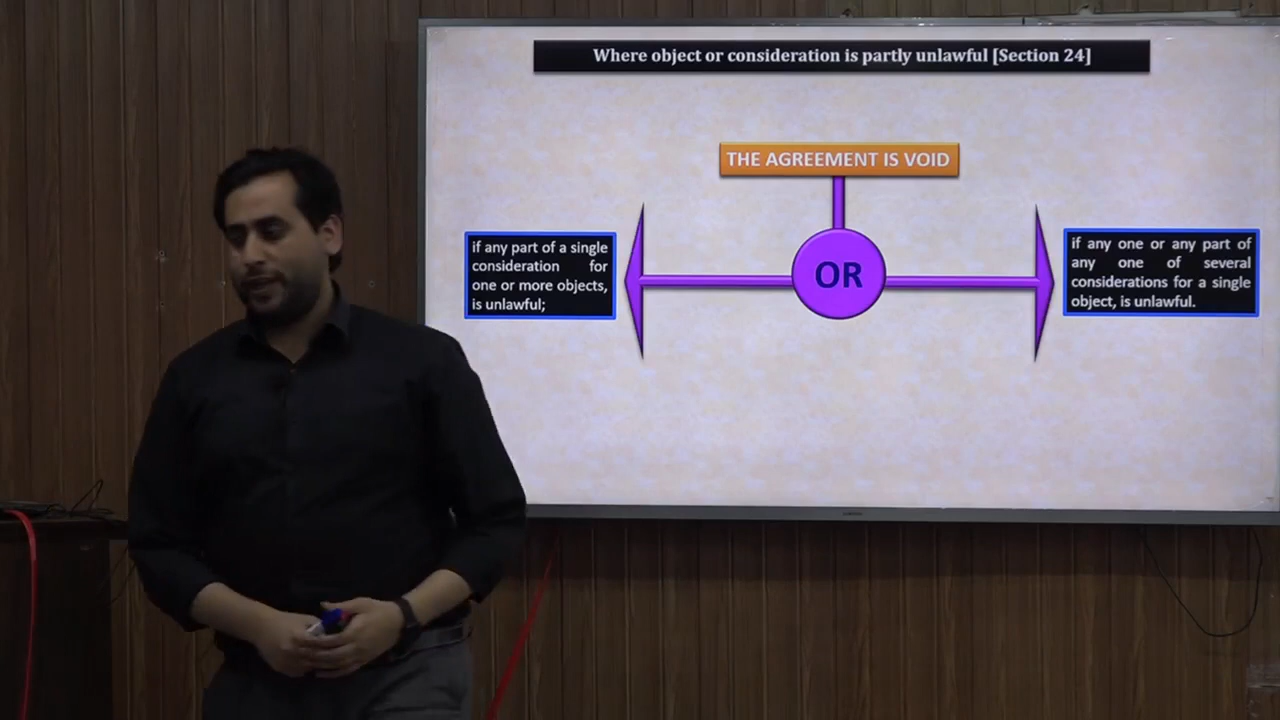 Where object or consideration is partly unlawful [Section 24]
THE AGREEMENT IS VOID
if any part of a single
consideration for
one or more objects,
is unlawful;
OR
if any one or any part of
any one of several
considerations for a single
object, is unlawful.